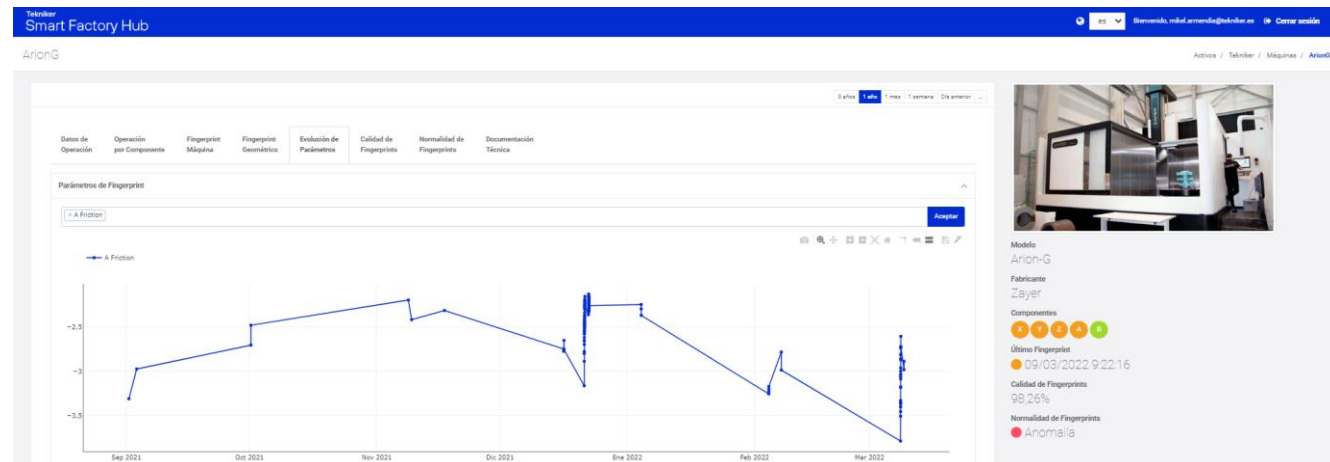 Tekniker
Smart Factory Hub
es
Bienvenido, mikel.armendia@tekniker.es
Cerrar sesión
ArionG
Activos / Tekniker / Máquinas / ArionG
5 años 1 año 1 mes 1 semana Día anterior ...
Datos de Operación
Operación por Componente
Fingerprint Máquina
Fingerprint Geométrico
Evolución de Parámetros
Calidad de Fingerprints
Normalidad de Fingerprints
Documentación Técnica
Parámetros de Fingerprint
× A Friction
Aceptar
A Friction
−2.5
−3
−3.5
Sep 2021
Oct 2021
Nov 2021
Dic 2021
Ene 2022
Feb 2022
Mar 2022
Modelo
Arion-G
Fabricante
Zayer
Componentes
X Y Z A B
Último Fingerprint
09/03/2022 9:22:16
Calidad de Fingerprints
98,26%
Normalidad de Fingerprints
Anomalía